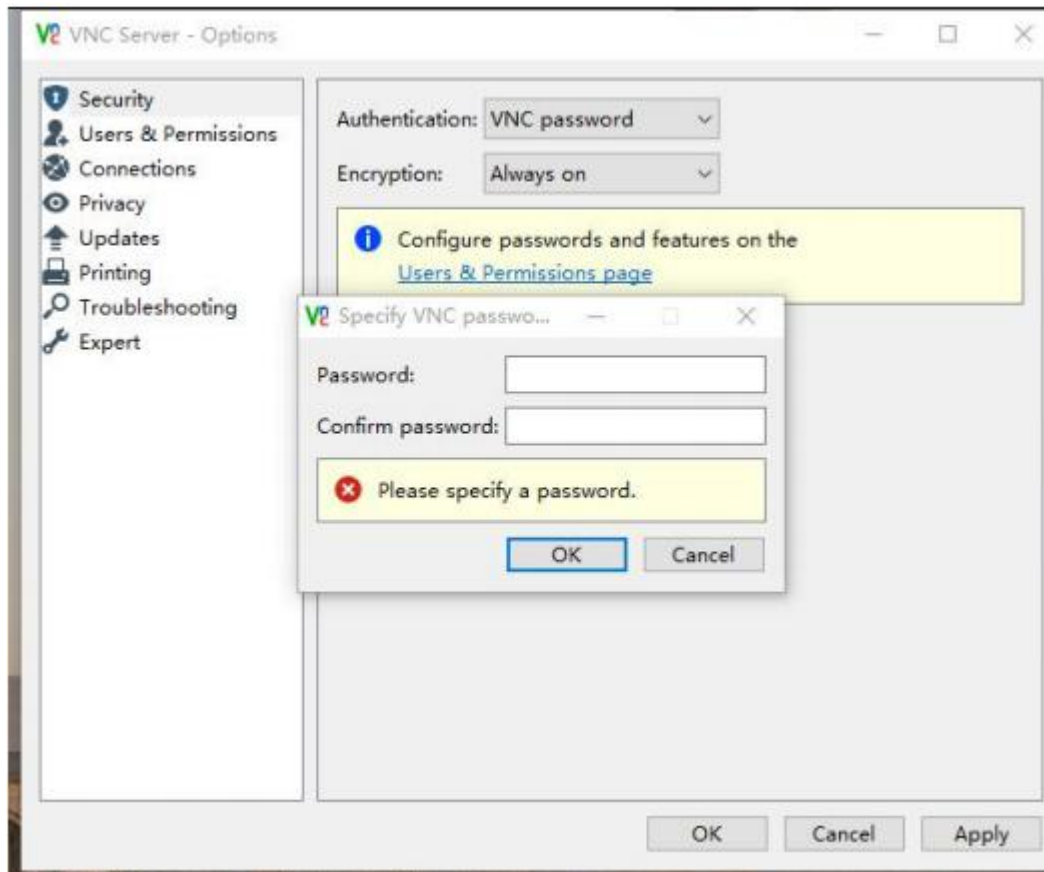 VNC Server - Options
Security
Users & Permissions
Connections
Privacy
Updates
Printing
Troubleshooting
Expert
Authentication: VNC password
Encryption: Always on
Configure passwords and features on the
Users & Permissions page
Specify VNC passwo...
Password:
Confirm password:
Please specify a password.
OK Cancel
OK Cancel Apply